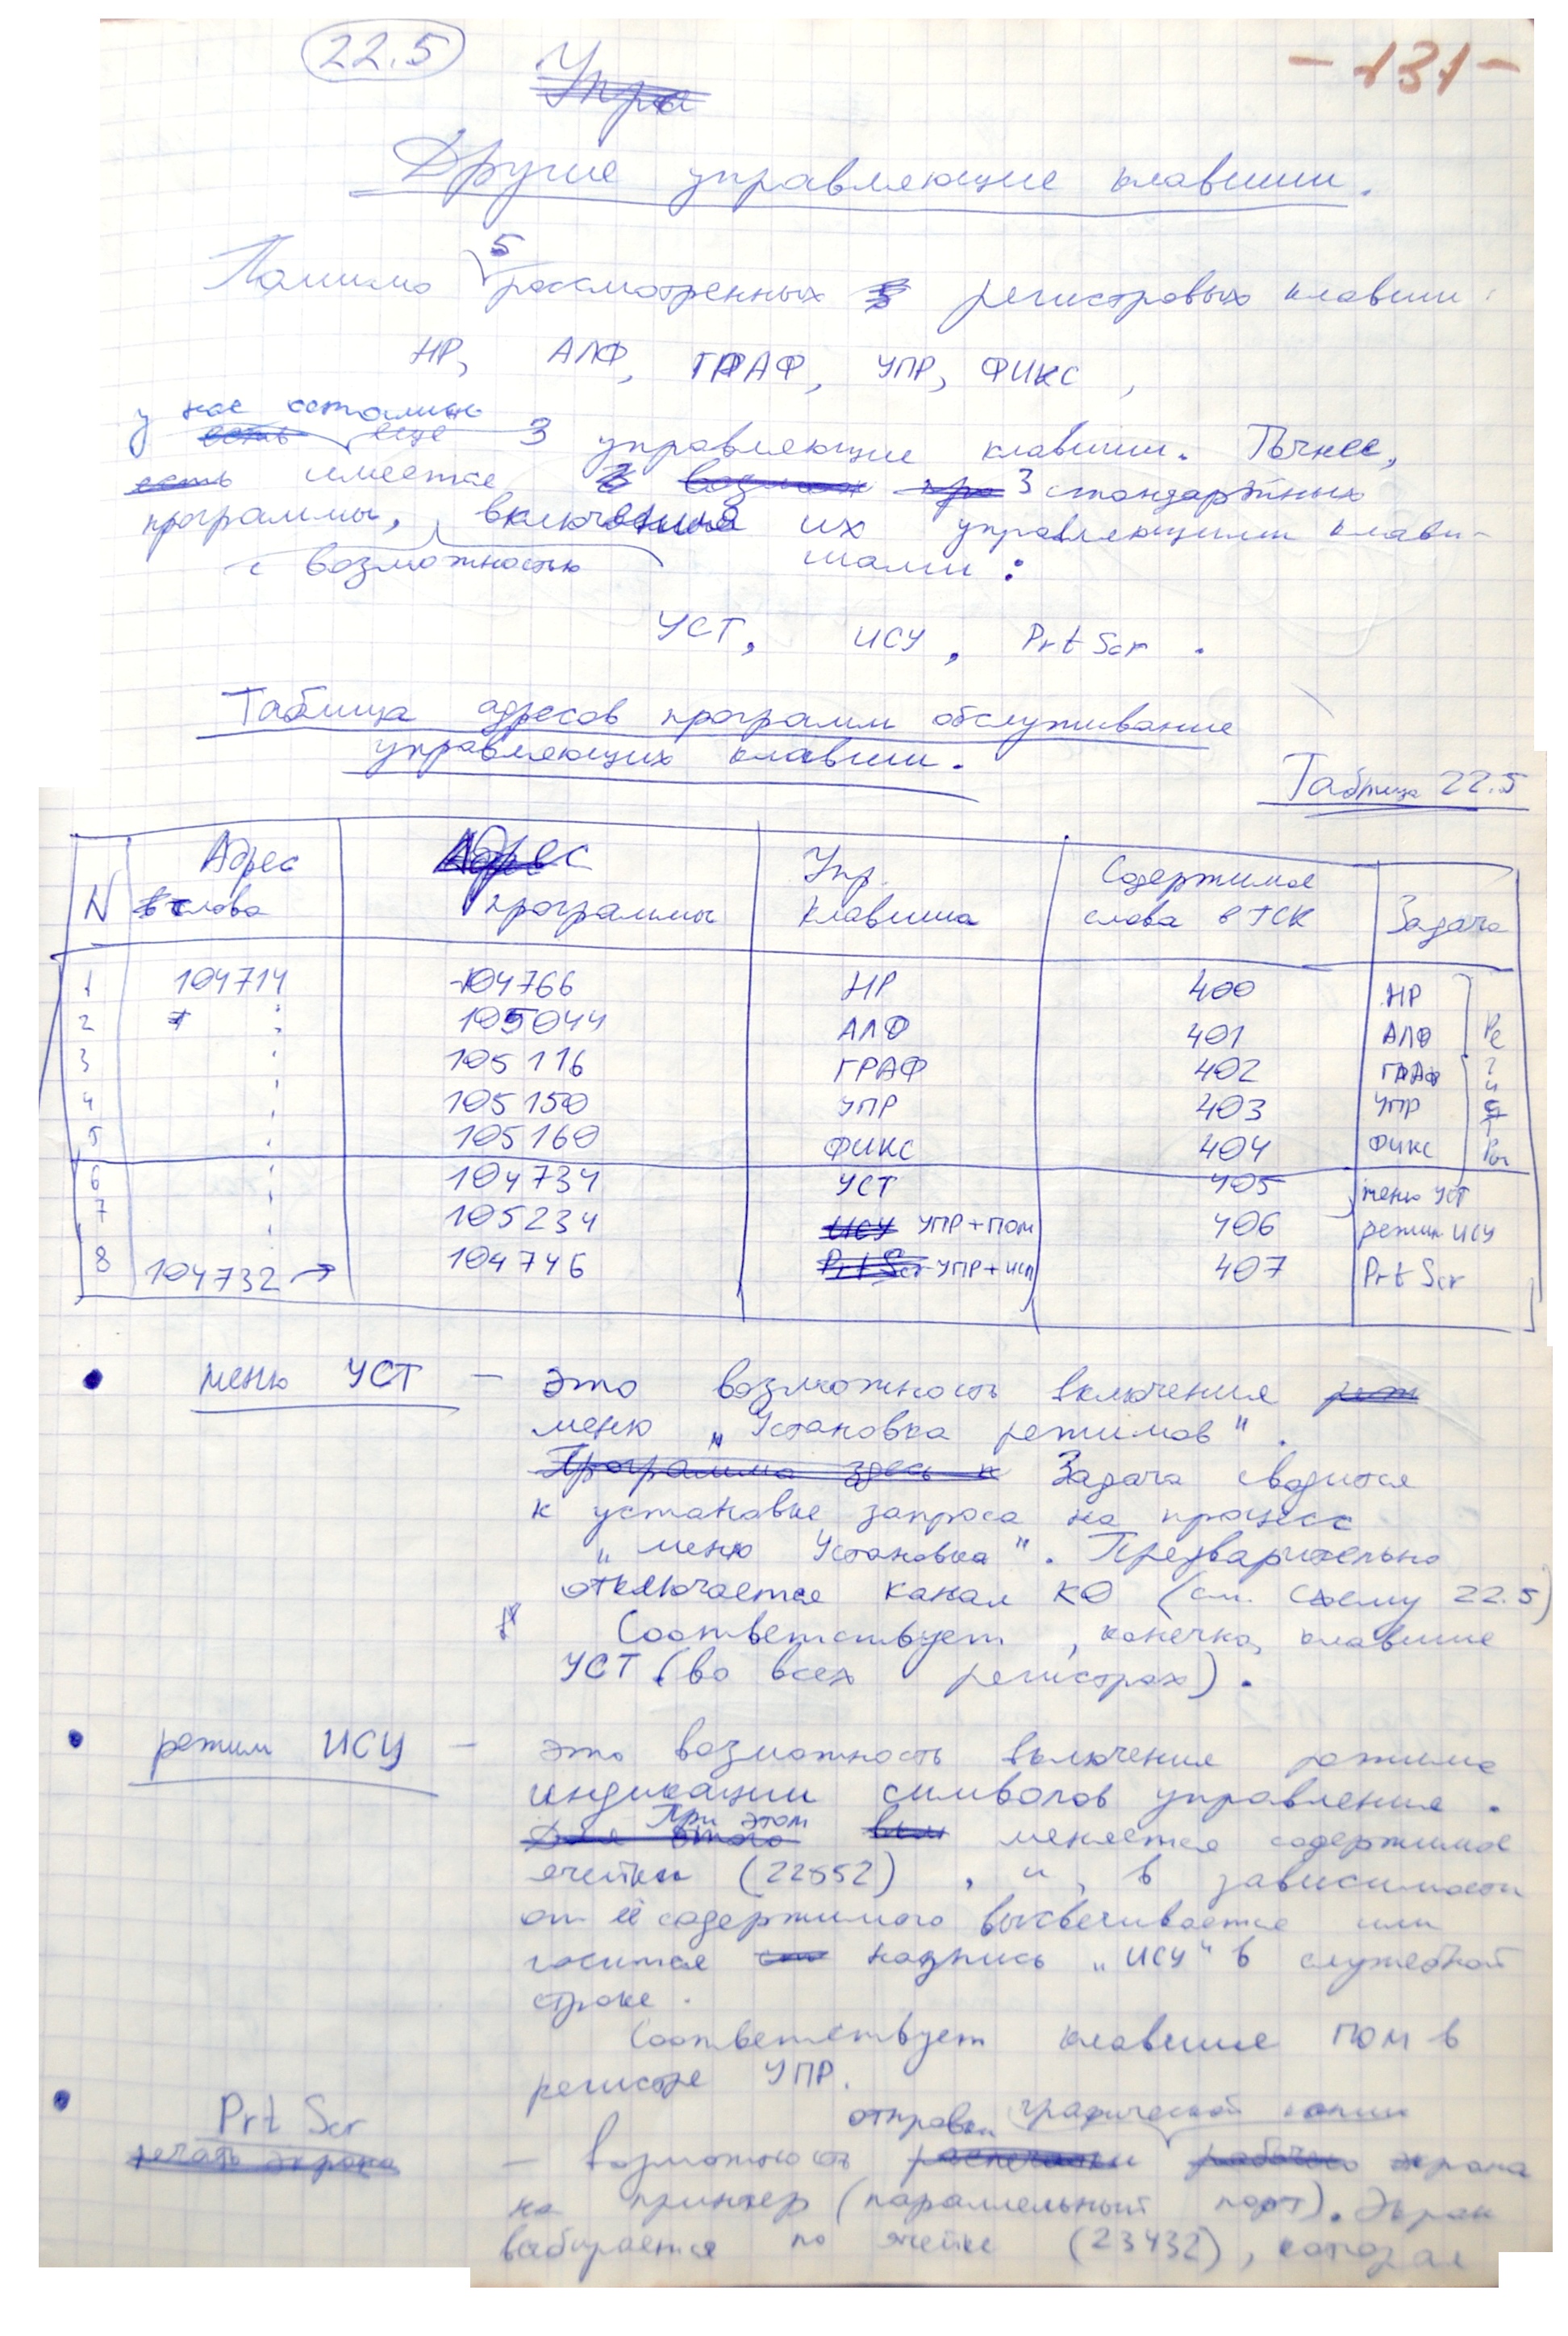 22.5
- 131 -
Другие управляющие клавиши.
Помимо 5 рассмотренных регистровых клавиш:
НР, АЛФ, ГРАФ, УПР, ФИКС,
у нас остались
еще 3 управляющие клавиши. Точнее,
имеется 3 стандартных
программы, включения их управляющими клави-
с возможностью шами:
УСТ, ИСУ, Prt Scr.
Таблица адресов программ обслуживание
управляющих клавиш.
Таблица 22.5
N Адрес слова Адрес программы Упр. клавиша Содержимое слова в ТСК Задача
1 104714 104766 НР 400 НР
2 105044 АЛФ 401 АЛФ
3 105116 ГРАФ 402 ГРАФ
4 105150 УПР 403 УПР
5 105160 ФИКС 404 ФИКС
6 104734 УСТ 405 меню УСТ
7 105234 УПР+ПОМ 406 режим ИСУ
8 104732 → 104746 УПР+ИСП 407 Prt Scr
• меню УСТ — это возможность включения
меню „Установка режимов".
Задача сводится
к установке запроса на процесс
„меню Установка". Предварительно
отключается канал К0 (см. схему 22.5)
Соответствует, конечно, клавише
УСТ (во всех регистрах).
• режим ИСУ — это возможность включения режима
индикации символов управления.
При этом меняется содержимое
ячейки (22552), и, в зависимости
от её содержимого высвечивается или
гасится надпись „ИСУ" в служебной
строке.
Соответствует клавише ПОМ в
регистре УПР.
• Prt Scr
отправки графической копии
— возможность экрана
на принтер (параллельный порт). Экран
выбирается по ячейке (23432), которая